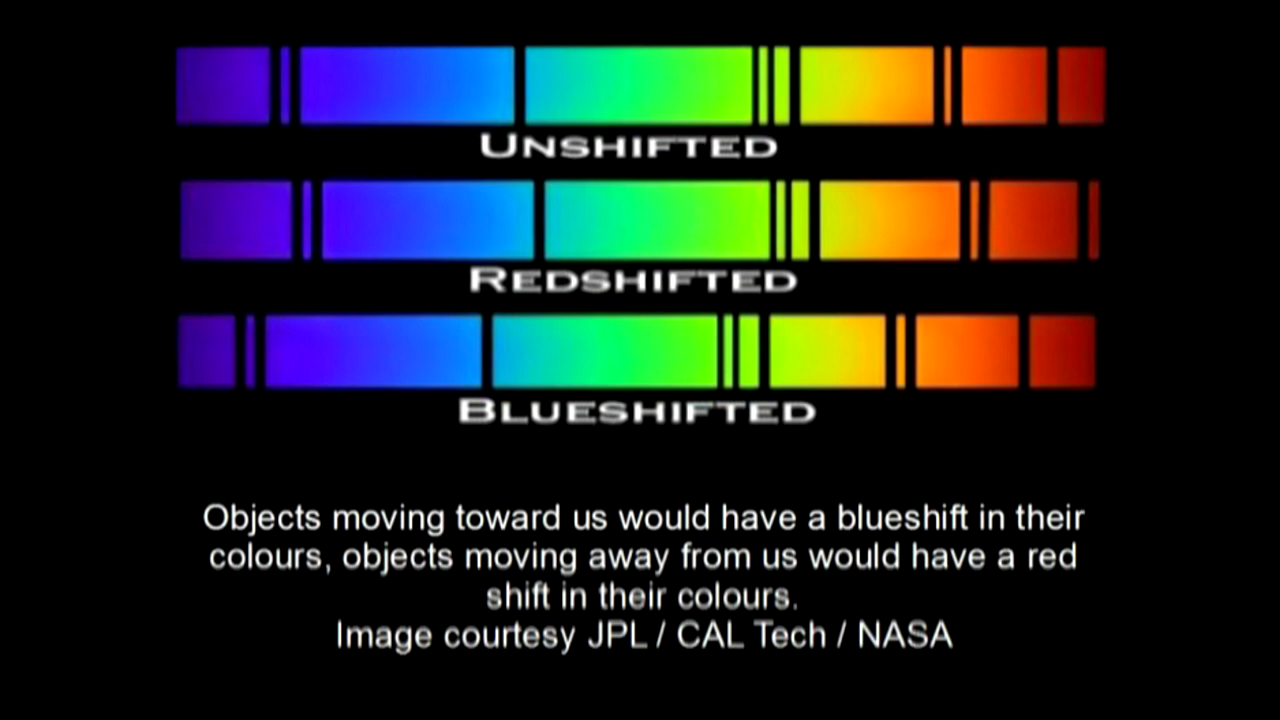 UNSHIFTED
REDSHIFTED
BLUESHIFTED
Objects moving toward us would have a blueshift in their
colours, objects moving away from us would have a red
shift in their colours.
Image courtesy JPL / CAL Tech / NASA